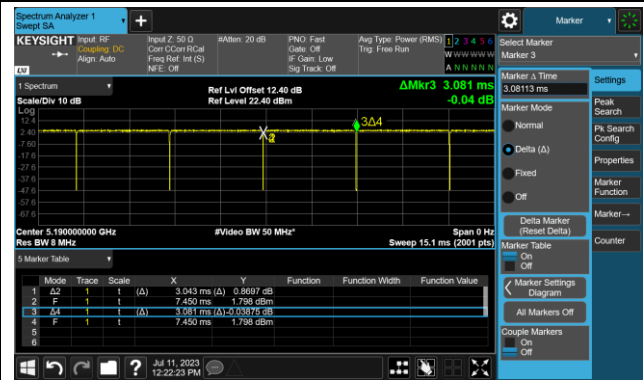 Spectrum Analyzer 1
Swept SA
Marker
KEYSIGHT
Input: RF
Coupling: DC
Align: Auto
Input Z: 50 Ω
Corr CCorr RCal
Freq Ref: Int (S)
NFE: Off
#Atten: 20 dB
PNO: Fast
Gate: Off
IF Gain: Low
Sig Track: Off
Avg Type: Power (RMS)
Trig: Free Run
1 2 3 4 5 6
W W W W W W
A N N N N N
LXI
Select Marker
Marker 3
1 Spectrum
Scale/Div 10 dB
Ref Lvl Offset 12.40 dB
Ref Level 22.40 dBm
ΔMkr3 3.081 ms
-0.04 dB
Log
12.4
2.40
-7.60
-17.6
-27.6
-37.6
-47.6
-57.6
-67.6
3Δ4
Center 5.190000000 GHz
Res BW 8 MHz
#Video BW 50 MHz*
Span 0 Hz
Sweep 15.1 ms (2001 pts)
5 Marker Table
Mode Trace Scale X Y Function Function Width Function Value
1 Δ2 1 t (Δ) 3.043 ms (Δ) 0.8697 dB
2 F 1 t 7.450 ms 1.798 dBm
3 Δ4 1 t (Δ) 3.081 ms (Δ) -0.03875 dB
4 F 1 t 7.450 ms 1.798 dBm
5
6
Marker Δ Time
3.08113 ms
Marker Mode
Normal
Delta (Δ)
Fixed
Off
Delta Marker
(Reset Delta)
Marker Table
On
Off
Marker Settings
Diagram
All Markers Off
Couple Markers
On
Off
Settings
Peak
Search
Pk Search
Config
Properties
Marker
Function
Marker→
Counter
Jul 11, 2023
12:22:23 PM